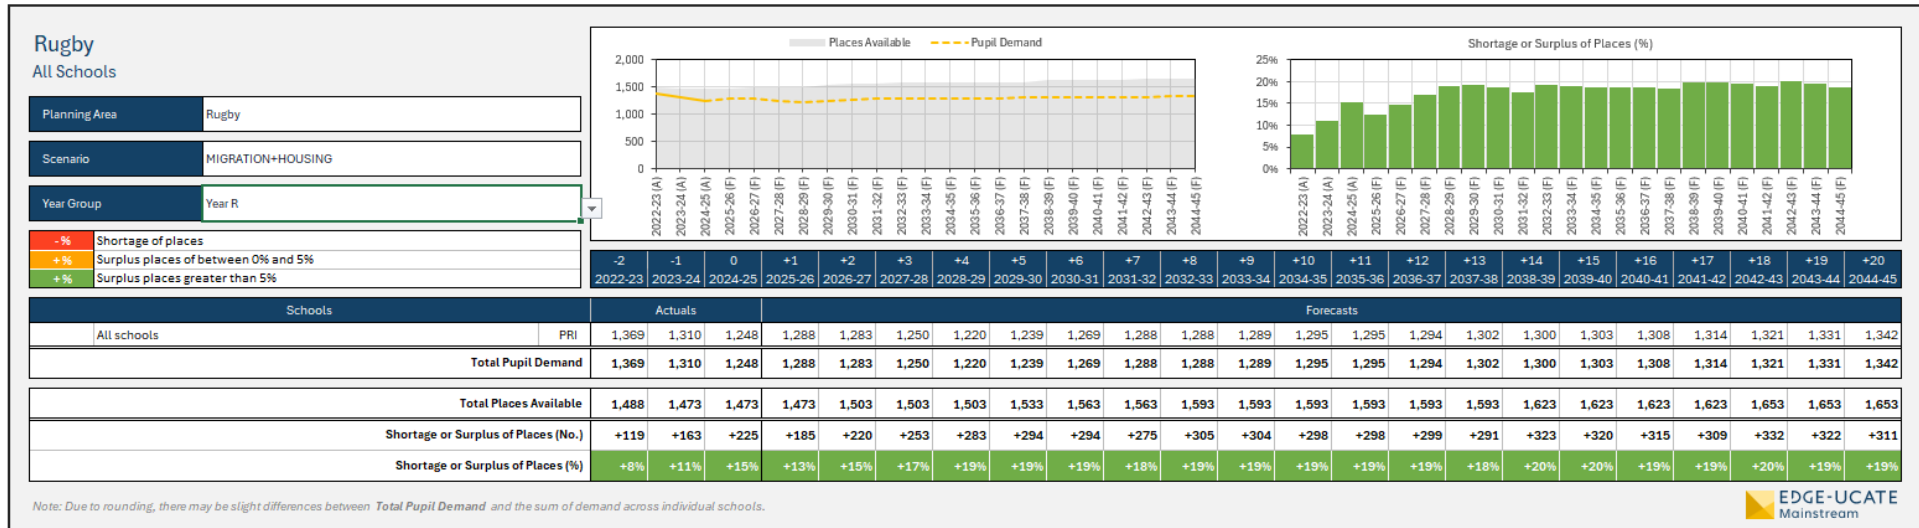 Rugby
All Schools
Planning Area Rugby
Scenario MIGRATION+HOUSING
Year Group Year R
-% Shortage of places
+% Surplus places of between 0% and 5%
+% Surplus places greater than 5%
Places Available Pupil Demand
2,000
1,500
1,000
500
0
2022-23 (A) 2023-24 (A) 2024-25 (A) 2025-26 (F) 2026-27 (F) 2027-28 (F) 2028-29 (F) 2029-30 (F) 2030-31 (F) 2031-32 (F) 2032-33 (F) 2033-34 (F) 2034-35 (F) 2035-36 (F) 2036-37 (F) 2037-38 (F) 2038-39 (F) 2039-40 (F) 2040-41 (F) 2041-42 (F) 2042-43 (F) 2043-44 (F) 2044-45 (F)
Shortage or Surplus of Places (%)
25%
20%
15%
10%
5%
0%
2022-23 (A) 2023-24 (A) 2024-25 (A) 2025-26 (F) 2026-27 (F) 2027-28 (F) 2028-29 (F) 2029-30 (F) 2030-31 (F) 2031-32 (F) 2032-33 (F) 2033-34 (F) 2034-35 (F) 2035-36 (F) 2036-37 (F) 2037-38 (F) 2038-39 (F) 2039-40 (F) 2040-41 (F) 2041-42 (F) 2042-43 (F) 2043-44 (F) 2044-45 (F)
-2 -1 0 +1 +2 +3 +4 +5 +6 +7 +8 +9 +10 +11 +12 +13 +14 +15 +16 +17 +18 +19 +20
2022-23 2023-24 2024-25 2025-26 2026-27 2027-28 2028-29 2029-30 2030-31 2031-32 2032-33 2033-34 2034-35 2035-36 2036-37 2037-38 2038-39 2039-40 2040-41 2041-42 2042-43 2043-44 2044-45
Schools Actuals Forecasts
All schools PRI 1,369 1,310 1,248 1,288 1,283 1,250 1,220 1,239 1,269 1,288 1,288 1,289 1,295 1,295 1,294 1,302 1,300 1,303 1,308 1,314 1,321 1,331 1,342
Total Pupil Demand 1,369 1,310 1,248 1,288 1,283 1,250 1,220 1,239 1,269 1,288 1,288 1,289 1,295 1,295 1,294 1,302 1,300 1,303 1,308 1,314 1,321 1,331 1,342
Total Places Available 1,488 1,473 1,473 1,473 1,503 1,503 1,503 1,533 1,563 1,563 1,593 1,593 1,593 1,593 1,593 1,593 1,623 1,623 1,623 1,623 1,653 1,653 1,653
Shortage or Surplus of Places (No.) +119 +163 +225 +185 +220 +253 +283 +294 +294 +275 +305 +304 +298 +298 +299 +291 +323 +320 +315 +309 +332 +322 +311
Shortage or Surplus of Places (%) +8% +11% +15% +13% +15% +17% +19% +19% +19% +18% +19% +19% +19% +19% +19% +18% +20% +20% +19% +19% +20% +19% +19%
Note: Due to rounding, there may be slight differences between Total Pupil Demand and the sum of demand across individual schools.
EDGE-UCATE
Mainstream